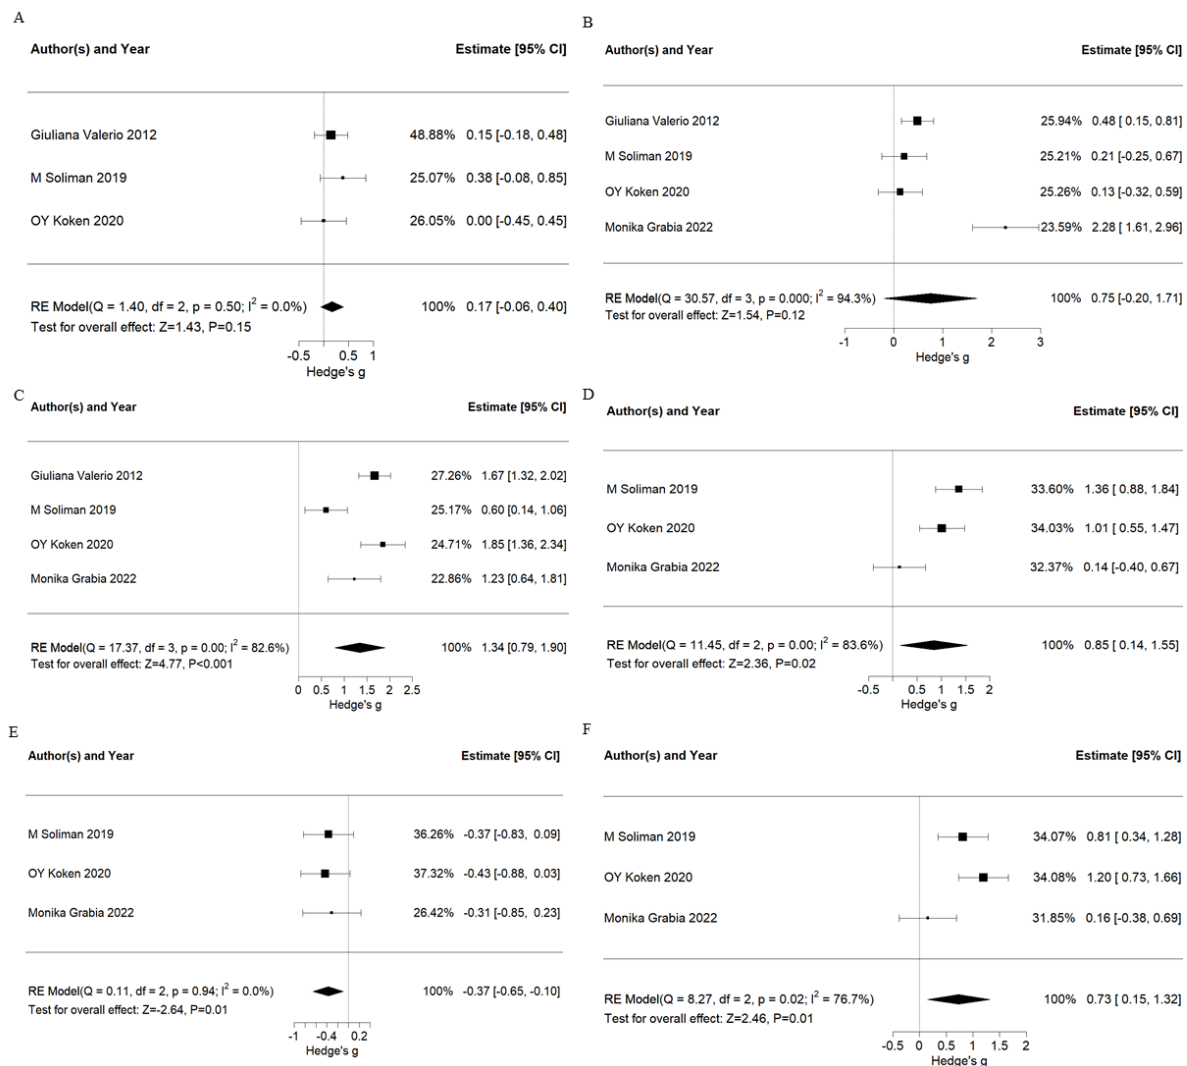 A
Author(s) and Year Estimate [95% CI]
Giuliana Valerio 2012 48.88% 0.15 [-0.18, 0.48]
M Soliman 2019 25.07% 0.38 [-0.08, 0.85]
OY Koken 2020 26.05% 0.00 [-0.45, 0.45]
RE Model(Q = 1.40, df = 2, p = 0.50; I² = 0.0%) 100% 0.17 [-0.06, 0.40]
Test for overall effect: Z=1.43, P=0.15
-0.5 0 0.5 1
Hedge's g
B
Author(s) and Year Estimate [95% CI]
Giuliana Valerio 2012 25.94% 0.48 [ 0.15, 0.81]
M Soliman 2019 25.21% 0.21 [-0.25, 0.67]
OY Koken 2020 25.26% 0.13 [-0.32, 0.59]
Monika Grabia 2022 23.59% 2.28 [ 1.61, 2.96]
RE Model(Q = 30.57, df = 3, p = 0.000; I² = 94.3%) 100% 0.75 [-0.20, 1.71]
Test for overall effect: Z=1.54, P=0.12
-1 0 1 2 3
Hedge's g
C
Author(s) and Year Estimate [95% CI]
Giuliana Valerio 2012 27.26% 1.67 [1.32, 2.02]
M Soliman 2019 25.17% 0.60 [0.14, 1.06]
OY Koken 2020 24.71% 1.85 [1.36, 2.34]
Monika Grabia 2022 22.86% 1.23 [0.64, 1.81]
RE Model(Q = 17.37, df = 3, p = 0.00; I² = 82.6%) 100% 1.34 [0.79, 1.90]
Test for overall effect: Z=4.77, P<0.001
0 0.5 1 1.5 2 2.5
Hedge's g
D
Author(s) and Year Estimate [95% CI]
M Soliman 2019 33.60% 1.36 [ 0.88, 1.84]
OY Koken 2020 34.03% 1.01 [ 0.55, 1.47]
Monika Grabia 2022 32.37% 0.14 [-0.40, 0.67]
RE Model(Q = 11.45, df = 2, p = 0.00; I² = 83.6%) 100% 0.85 [ 0.14, 1.55]
Test for overall effect: Z=2.36, P=0.02
-0.5 0.5 1 1.5 2
Hedge's g
E
Author(s) and Year Estimate [95% CI]
M Soliman 2019 36.26% -0.37 [-0.83, 0.09]
OY Koken 2020 37.32% -0.43 [-0.88, 0.03]
Monika Grabia 2022 26.42% -0.31 [-0.85, 0.23]
RE Model(Q = 0.11, df = 2, p = 0.94; I² = 0.0%) 100% -0.37 [-0.65, -0.10]
Test for overall effect: Z=-2.64, P=0.01
-1 -0.4 0.2
Hedge's g
F
Author(s) and Year Estimate [95% CI]
M Soliman 2019 34.07% 0.81 [ 0.34, 1.28]
OY Koken 2020 34.08% 1.20 [ 0.73, 1.66]
Monika Grabia 2022 31.85% 0.16 [-0.38, 0.69]
RE Model(Q = 8.27, df = 2, p = 0.02; I² = 76.7%) 100% 0.73 [ 0.15, 1.32]
Test for overall effect: Z=2.46, P=0.01
-0.5 0 0.5 1 1.5 2
Hedge's g